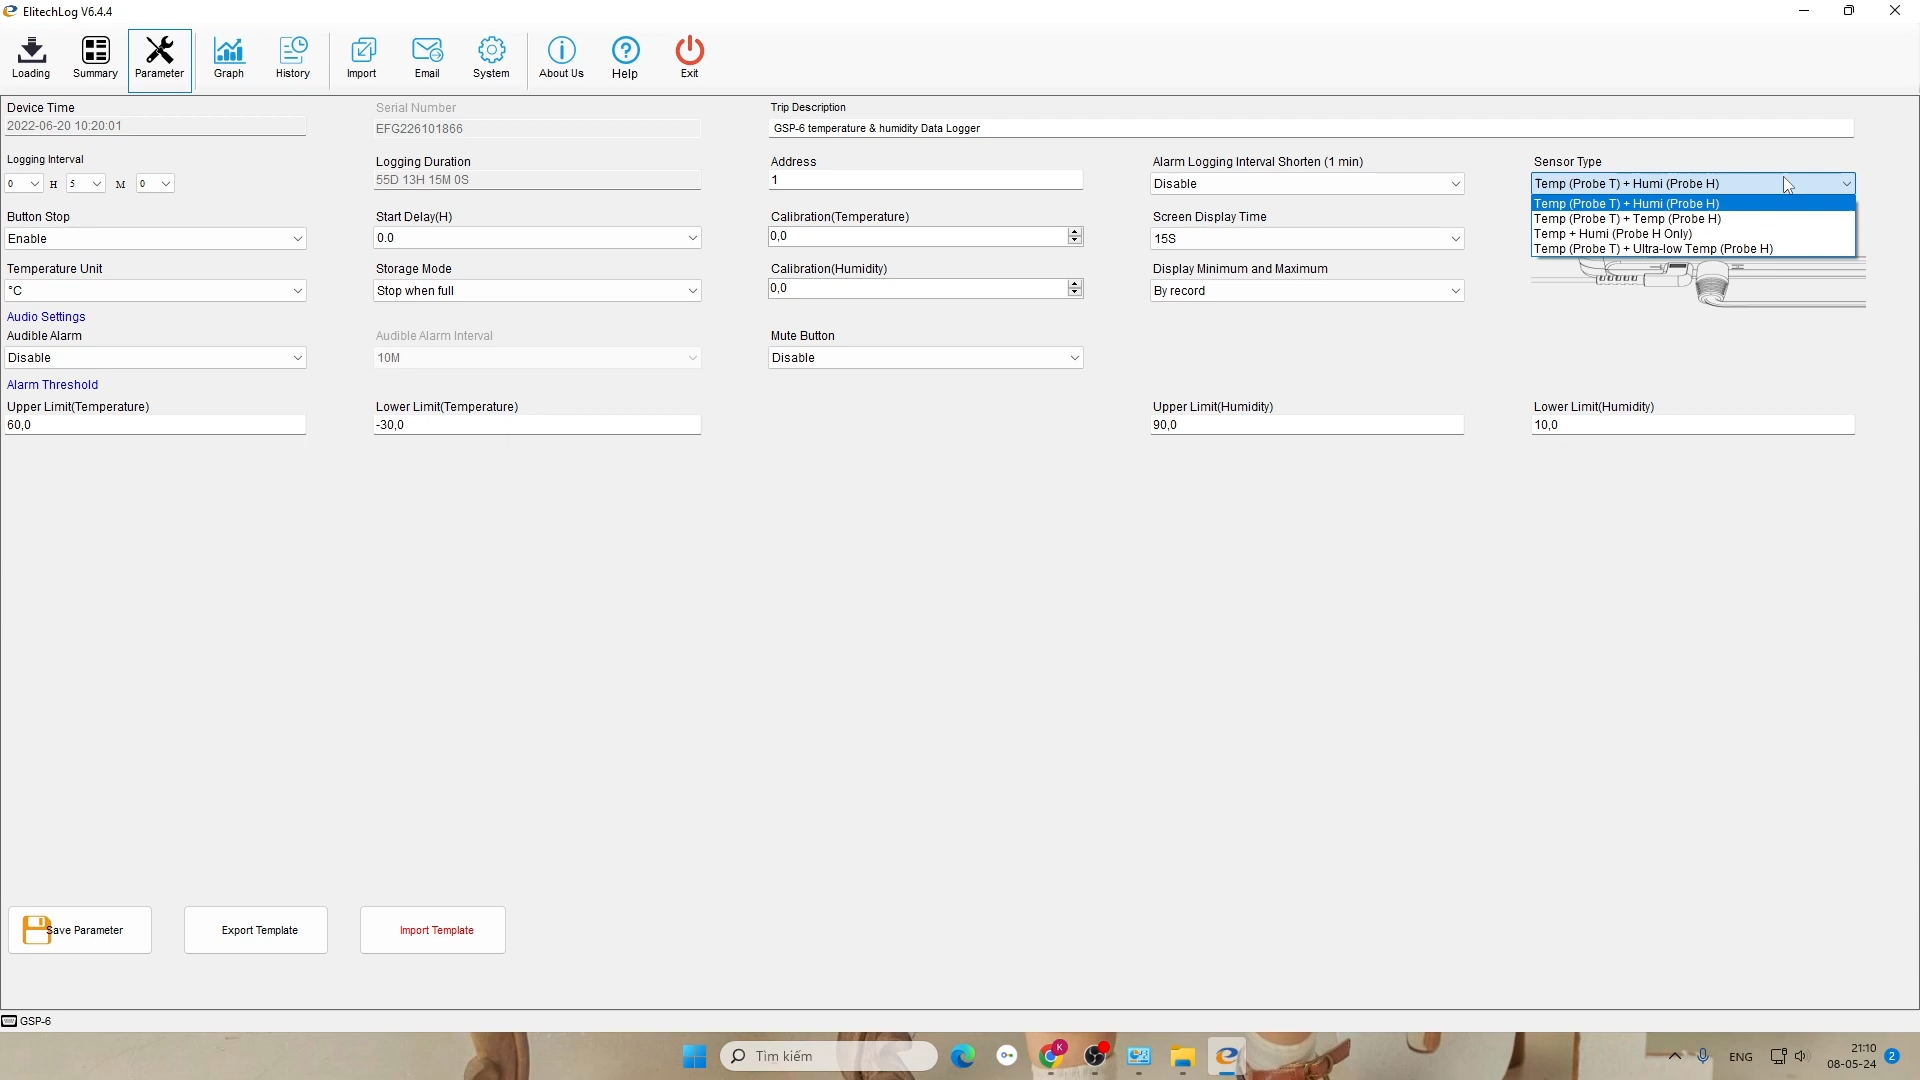 ElitechLog V6.4.4
Loading
Summary
Parameter
Graph
History
Import
Email
System
About Us
Help
Exit
Device Time
2022-06-20 10:20:01
Serial Number
EFG226101866
Trip Description
GSP-6 temperature & humidity Data Logger
Logging Interval
0 H 5 M 0
Logging Duration
55D 13H 15M 0S
Address
1
Alarm Logging Interval Shorten (1 min)
Disable
Sensor Type
Temp (Probe T) + Humi (Probe H)
Temp (Probe T) + Humi (Probe H)
Temp (Probe T) + Temp (Probe H)
Temp + Humi (Probe H Only)
Temp (Probe T) + Ultra-low Temp (Probe H)
Button Stop
Enable
Start Delay(H)
0.0
Calibration(Temperature)
0,0
Screen Display Time
15S
Temperature Unit
°C
Storage Mode
Stop when full
Calibration(Humidity)
0,0
Display Minimum and Maximum
By record
Audio Settings
Audible Alarm
Disable
Audible Alarm Interval
10M
Mute Button
Disable
Alarm Threshold
Upper Limit(Temperature)
60,0
Lower Limit(Temperature)
-30,0
Upper Limit(Humidity)
90,0
Lower Limit(Humidity)
10,0
Save Parameter
Export Template
Import Template
GSP-6
Tìm kiếm
K
ENG
21:10
08-05-24
2